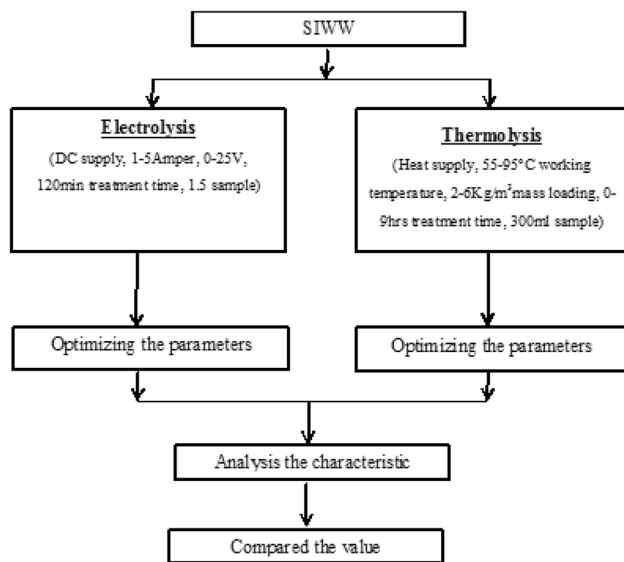 SIWW
Electrolysis
(DC supply, 1-5Amper, 0-25V,
120min treatment time, 1.5 sample)
Thermolysis
(Heat supply, 55-95°C working
temperature, 2-6Kg/m³mass loading, 0-
9hrs treatment time, 300ml sample)
Optimizing the parameters
Optimizing the parameters
Analysis the characteristic
Compared the value